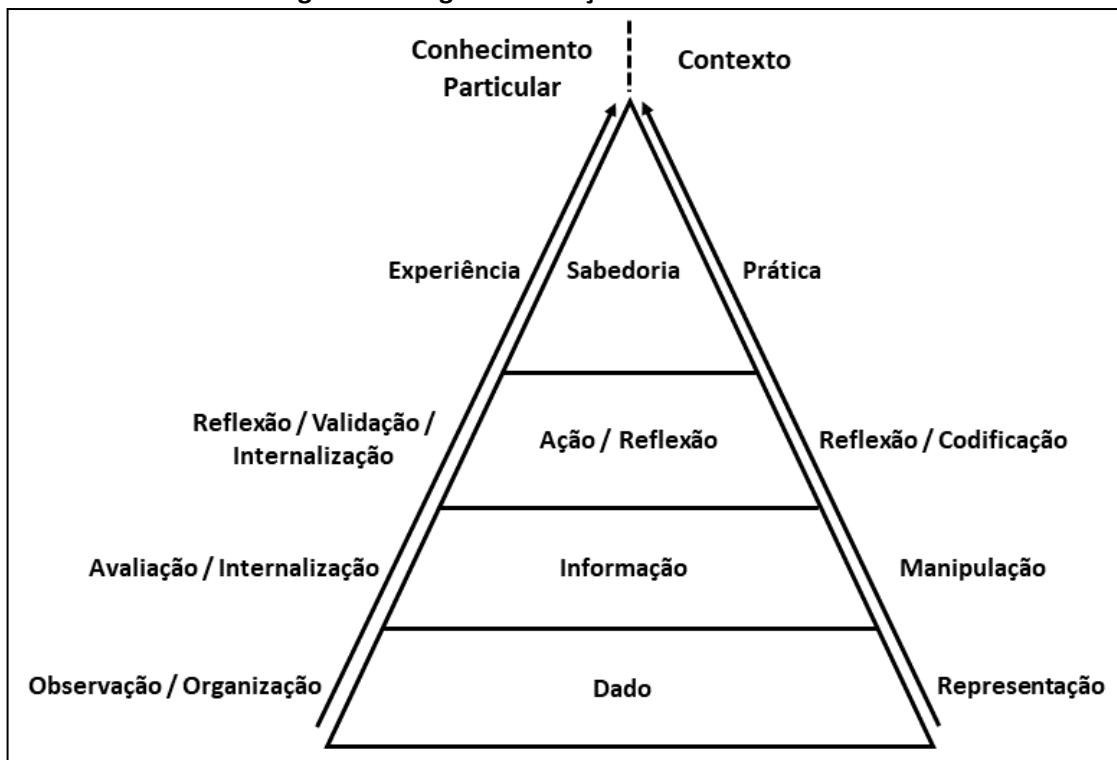 Conhecimento
Particular
Contexto
Experiência
Sabedoria
Prática
Reflexão / Validação /
Internalização
Ação / Reflexão
Reflexão / Codificação
Avaliação / Internalização
Informação
Manipulação
Observação / Organização
Dado
Representação